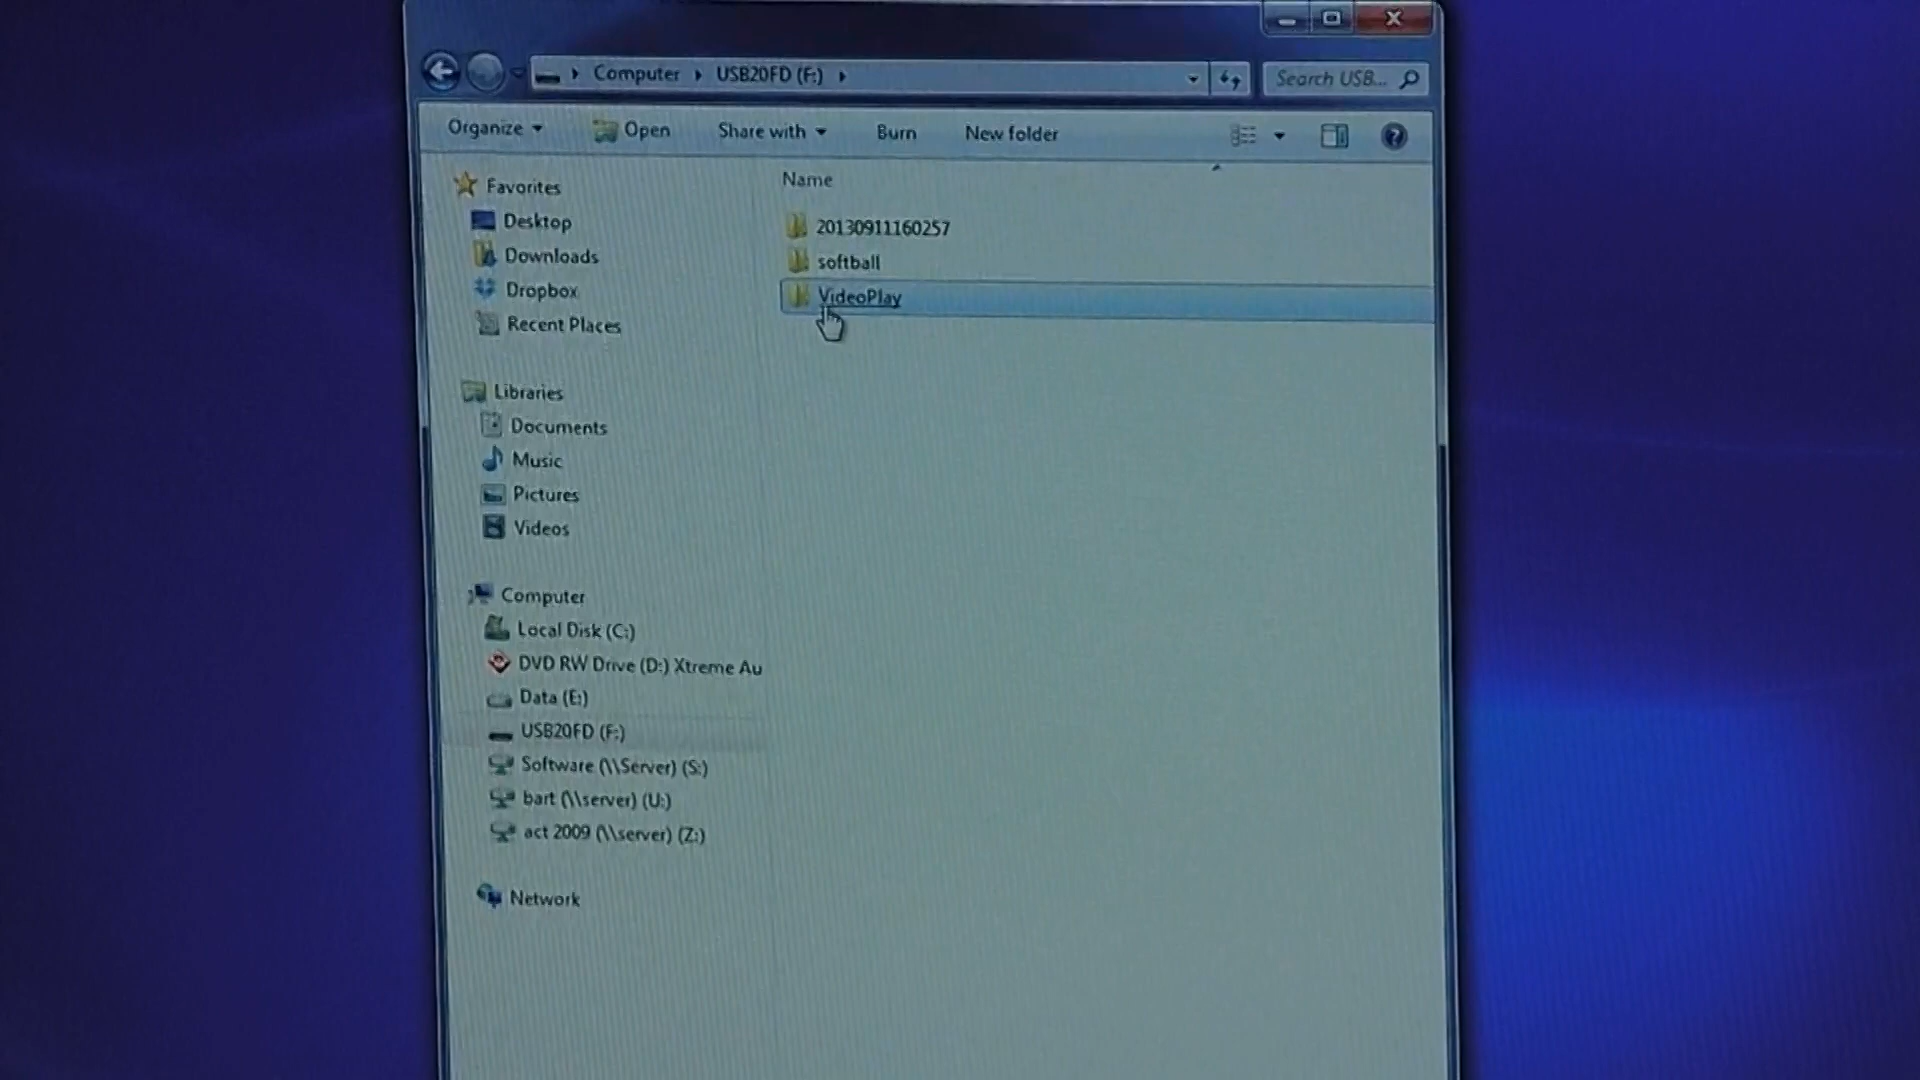 Computer USB20FD (F:)
Search USB...
Organize Open Share with Burn New folder
Favorites
Desktop
Downloads
Dropbox
Recent Places
Libraries
Documents
Music
Pictures
Videos
Computer
Local Disk (C:)
DVD RW Drive (D:) Xtreme Au
Data (E:)
USB20FD (F:)
Software (\\Server) (S:)
bart (\\server) (U:)
act 2009 (\\server) (Z:)
Network
Name
20130911160257
softball
VideoPlay